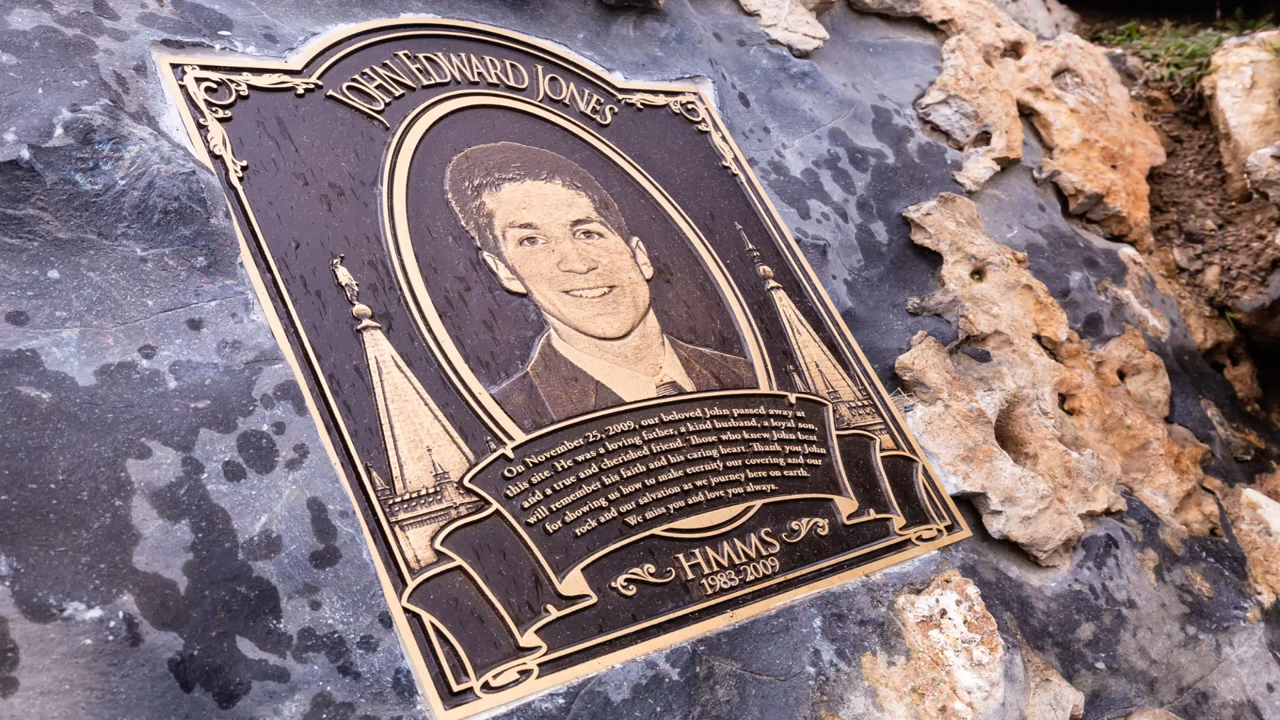 JOHN EDWARD JONES
On November 25, 2009, our beloved John passed away at
this site. He was a loving father, a kind husband, a loyal son
and a true and cherished friend. Those who knew John best
will remember his faith and his caring heart. Thank you John
for showing us how to make eternity our covering and our
rock and our salvation as we journey here on earth.
We miss you and love you always.
HMMS
1983-2009